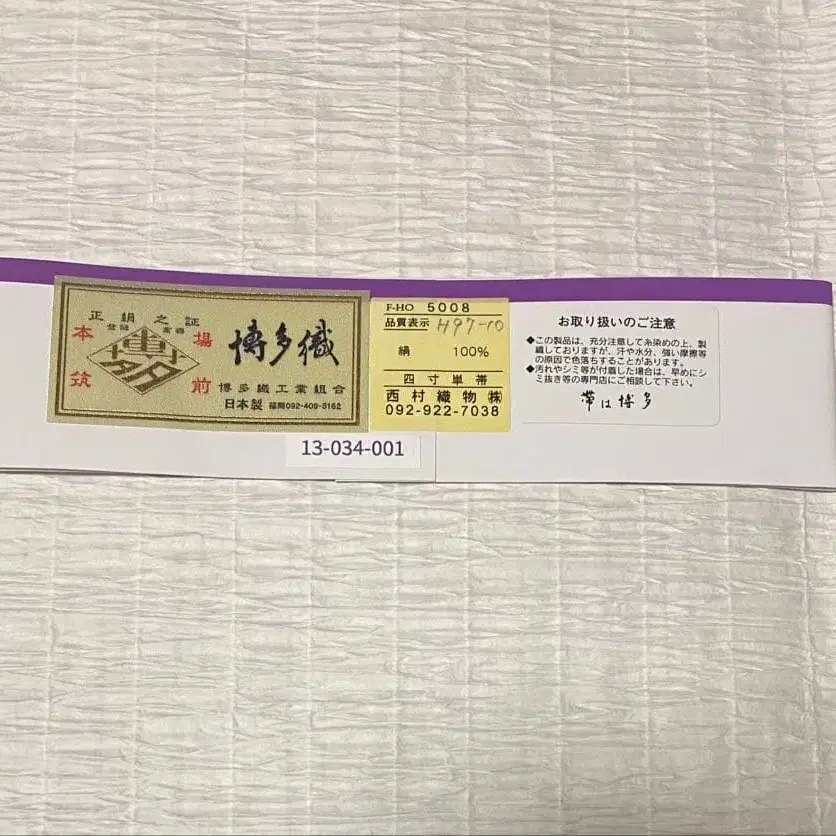 正絹之証
登録 商標
本場
筑前
博多
博多織
博多織工業組合
日本製 福岡092-409-5162
F-HO 5008
品質表示 H97-10
絹 100%
四寸単帯
西村織物(株)
092-922-7038
お取り扱いのご注意
◆この製品は、充分注意して糸染めの上、製
織しておりますが、汗や水分、強い摩擦等
の原因で色落ちすることがあります。
◆汚れやシミ等が付着した場合は、早めにシ
ミ抜き等の専門店にご相談して下さい。
帯は博多
13-034-001